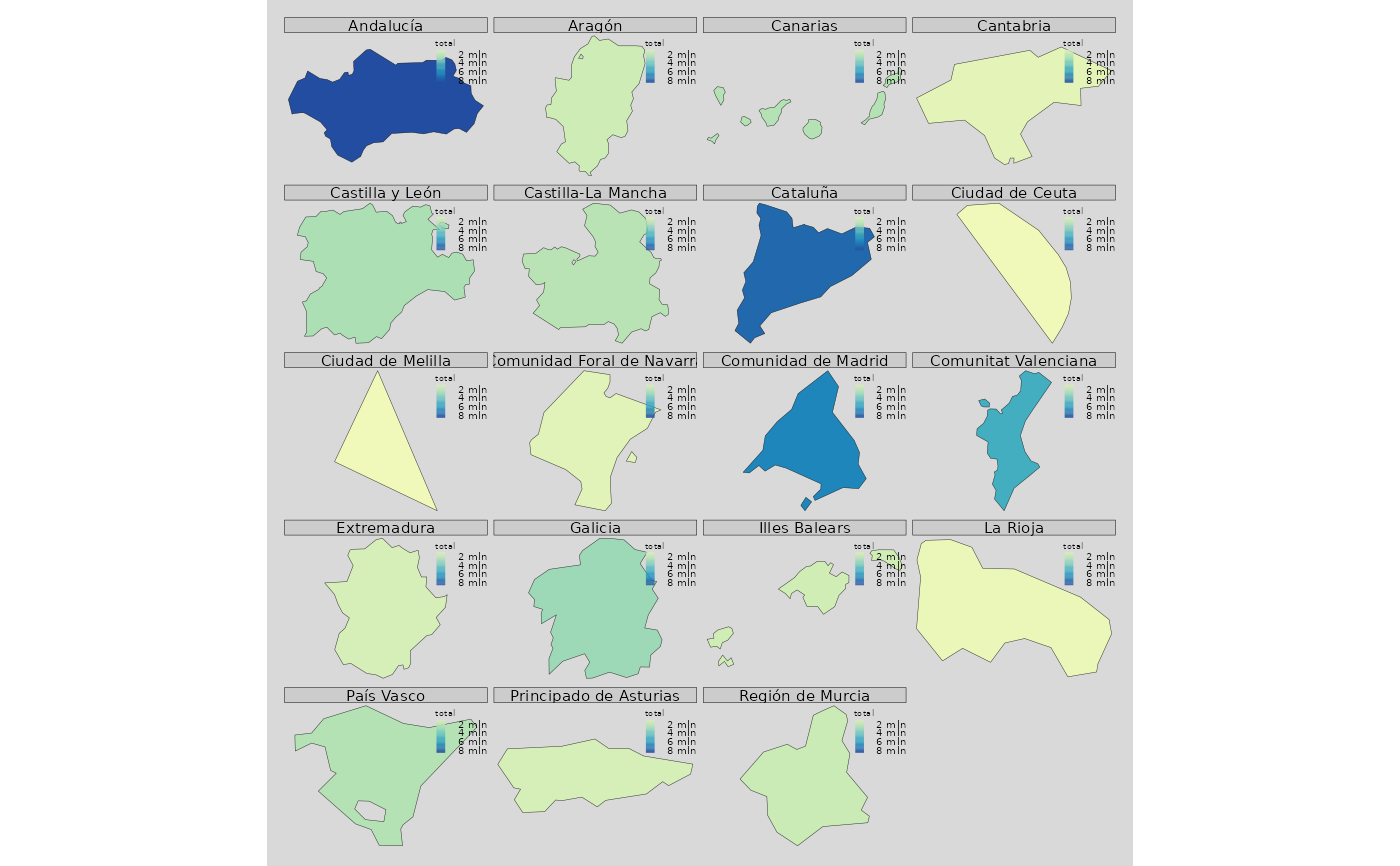 Andalucía
total
2 mln
4 mln
6 mln
8 mln
Aragón
total
2 mln
4 mln
6 mln
8 mln
Canarias
total
2 mln
4 mln
6 mln
8 mln
Cantabria
total
2 mln
4 mln
6 mln
8 mln
Castilla y León
total
2 mln
4 mln
6 mln
8 mln
Castilla-La Mancha
total
2 mln
4 mln
6 mln
8 mln
Cataluña
total
2 mln
4 mln
6 mln
8 mln
Ciudad de Ceuta
total
2 mln
4 mln
6 mln
8 mln
Ciudad de Melilla
total
2 mln
4 mln
6 mln
8 mln
Comunidad Foral de Navarra
total
2 mln
4 mln
6 mln
8 mln
Comunidad de Madrid
total
2 mln
4 mln
6 mln
8 mln
Comunitat Valenciana
total
2 mln
4 mln
6 mln
8 mln
Extremadura
total
2 mln
4 mln
6 mln
8 mln
Galicia
total
2 mln
4 mln
6 mln
8 mln
Illes Balears
total
2 mln
4 mln
6 mln
8 mln
La Rioja
total
2 mln
4 mln
6 mln
8 mln
País Vasco
total
2 mln
4 mln
6 mln
8 mln
Principado de Asturias
total
2 mln
4 mln
6 mln
8 mln
Región de Murcia
total
2 mln
4 mln
6 mln
8 mln